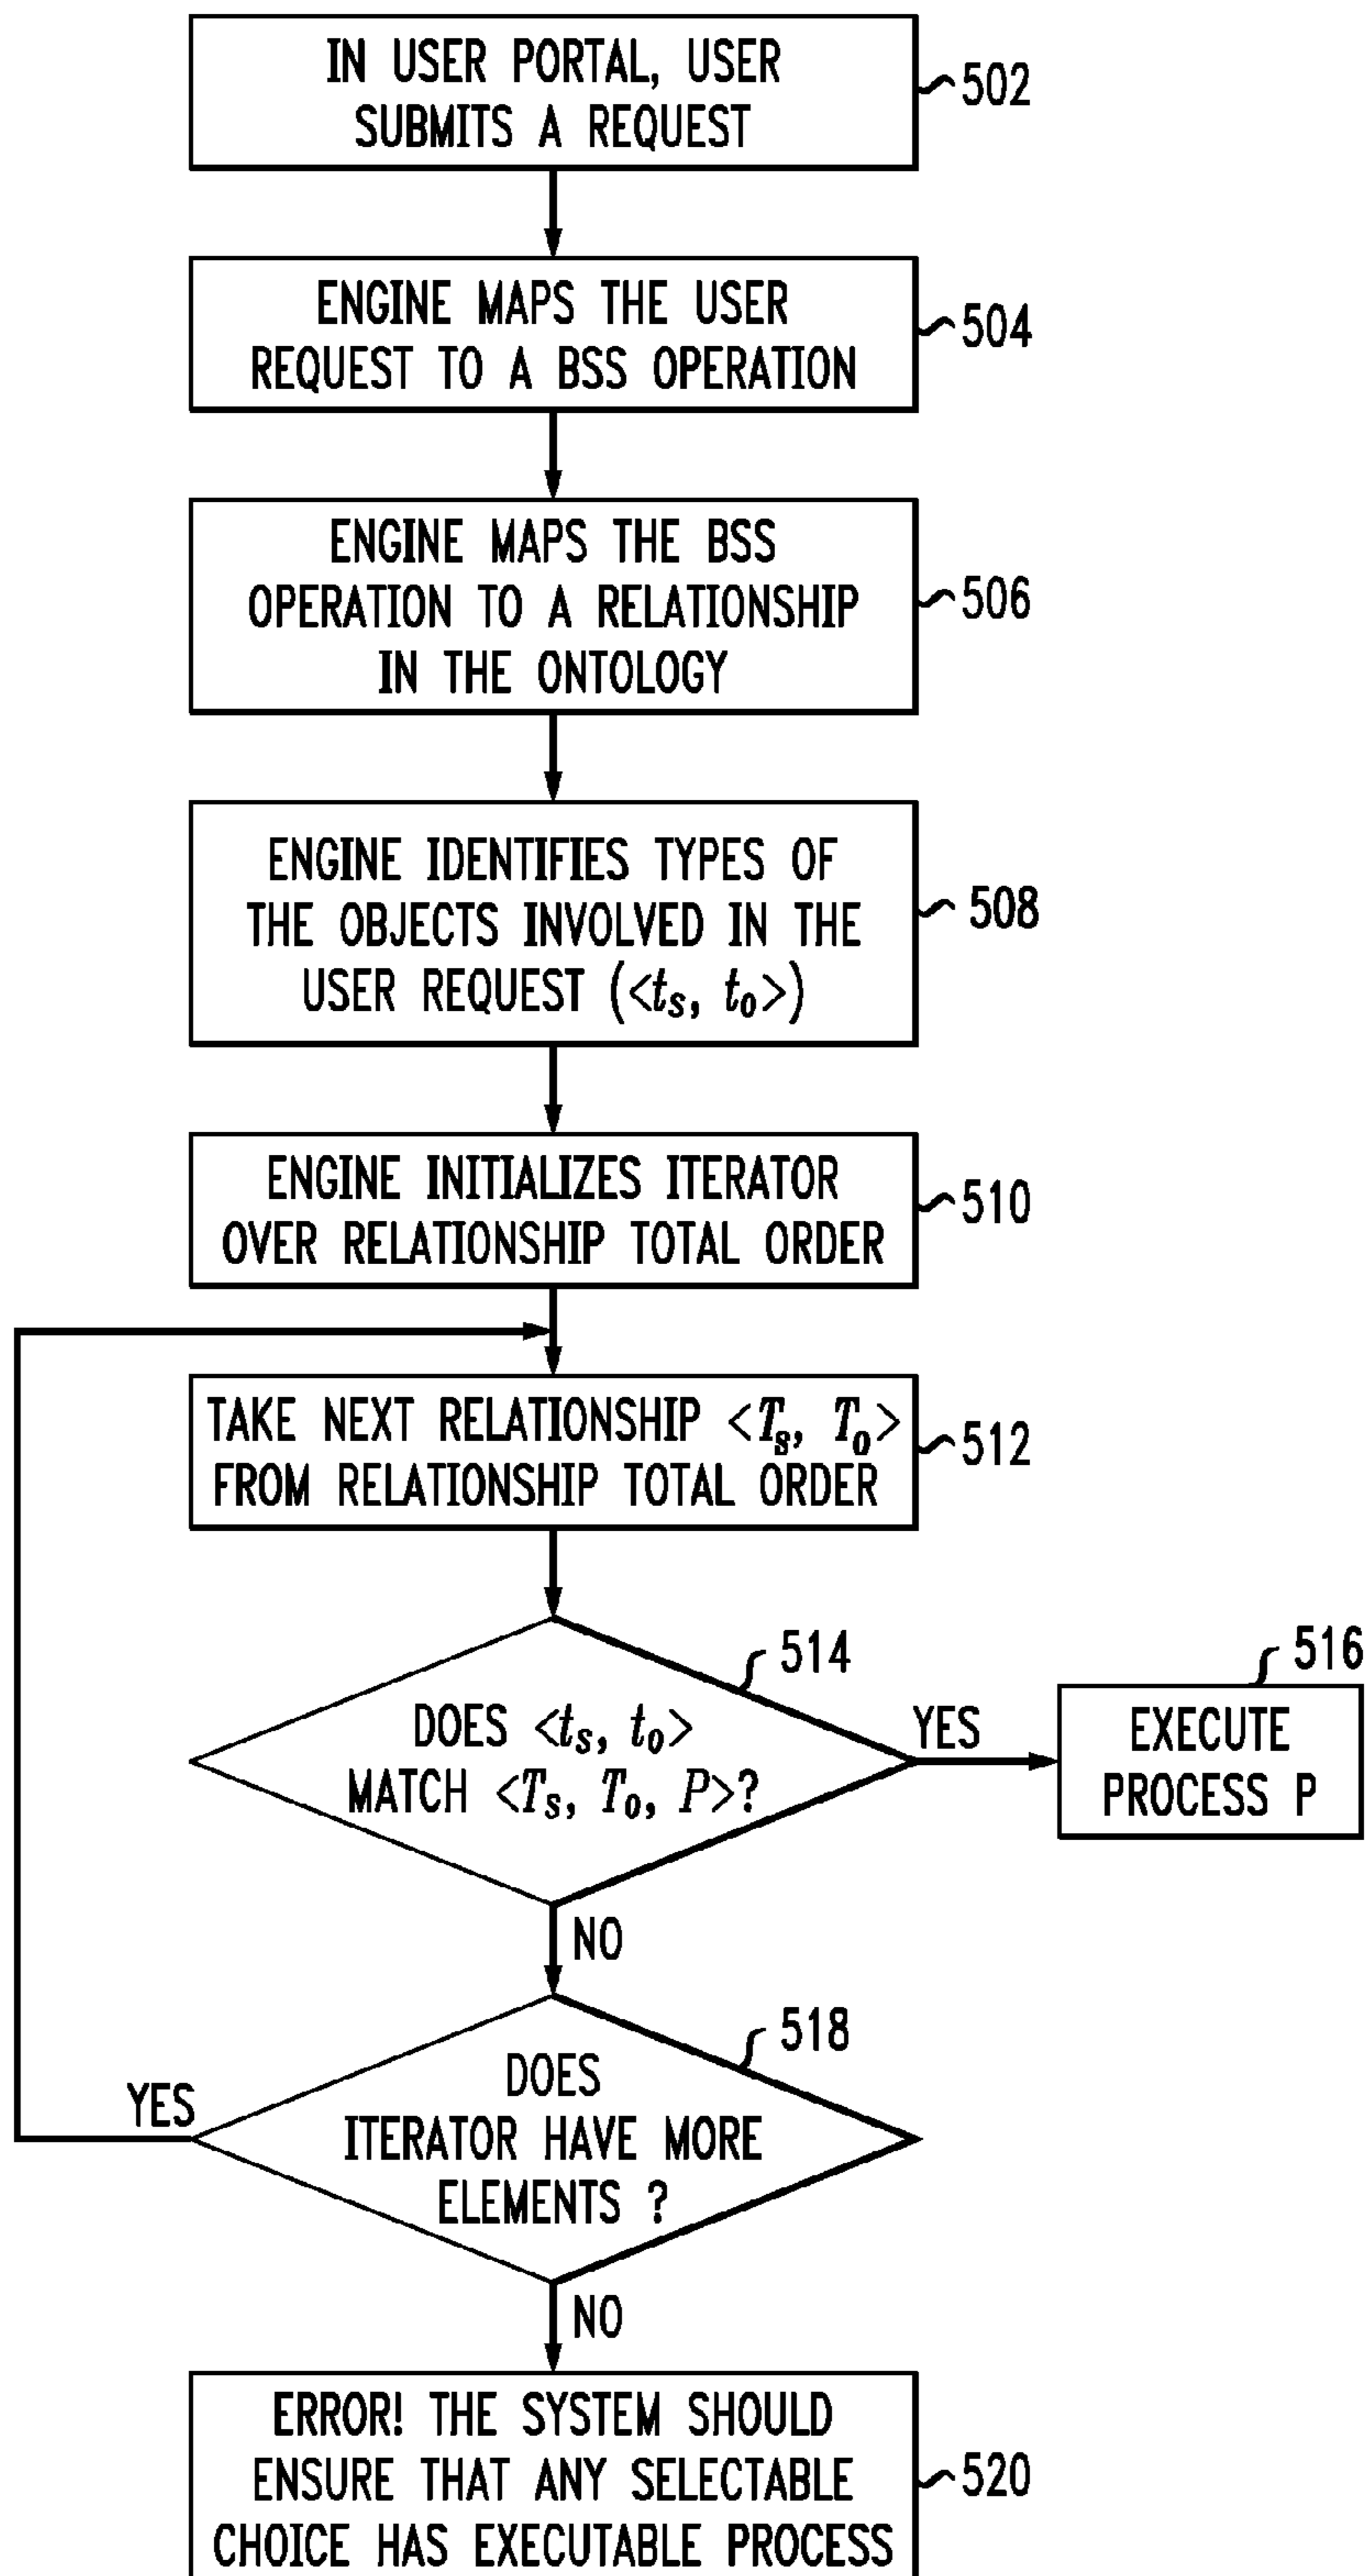 IN USER PORTAL, USER
SUBMITS A REQUEST
502
ENGINE MAPS THE USER
REQUEST TO A BSS OPERATION
504
ENGINE MAPS THE BSS
OPERATION TO A RELATIONSHIP
IN THE ONTOLOGY
506
ENGINE IDENTIFIES TYPES OF
THE OBJECTS INVOLVED IN THE
USER REQUEST (<ts, to>)
508
ENGINE INITIALIZES ITERATOR
OVER RELATIONSHIP TOTAL ORDER
510
TAKE NEXT RELATIONSHIP <Ts, To>
FROM RELATIONSHIP TOTAL ORDER
512
514
DOES <ts, to>
MATCH <Ts, To, P>?
YES
516
EXECUTE
PROCESS P
NO
518
DOES
ITERATOR HAVE MORE
ELEMENTS ?
YES
NO
ERROR! THE SYSTEM SHOULD
ENSURE THAT ANY SELECTABLE
CHOICE HAS EXECUTABLE PROCESS
520